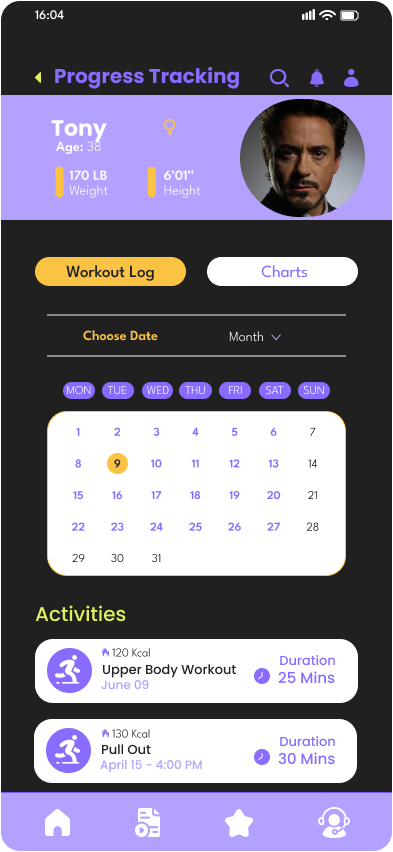 16:04
Progress Tracking
Tony
Age: 38
170 LB
Weight
6'01"
Height
Workout Log
Charts
Choose Date
Month
MON TUE WED THU FRI SAT SUN
1 2 3 4 5 6 7
8 9 10 11 12 13 14
15 16 17 18 19 20 21
22 23 24 25 26 27 28
29 30 31
Activities
120 Kcal
Upper Body Workout
June 09
Duration
25 Mins
130 Kcal
Pull Out
April 15 - 4:00 PM
Duration
30 Mins